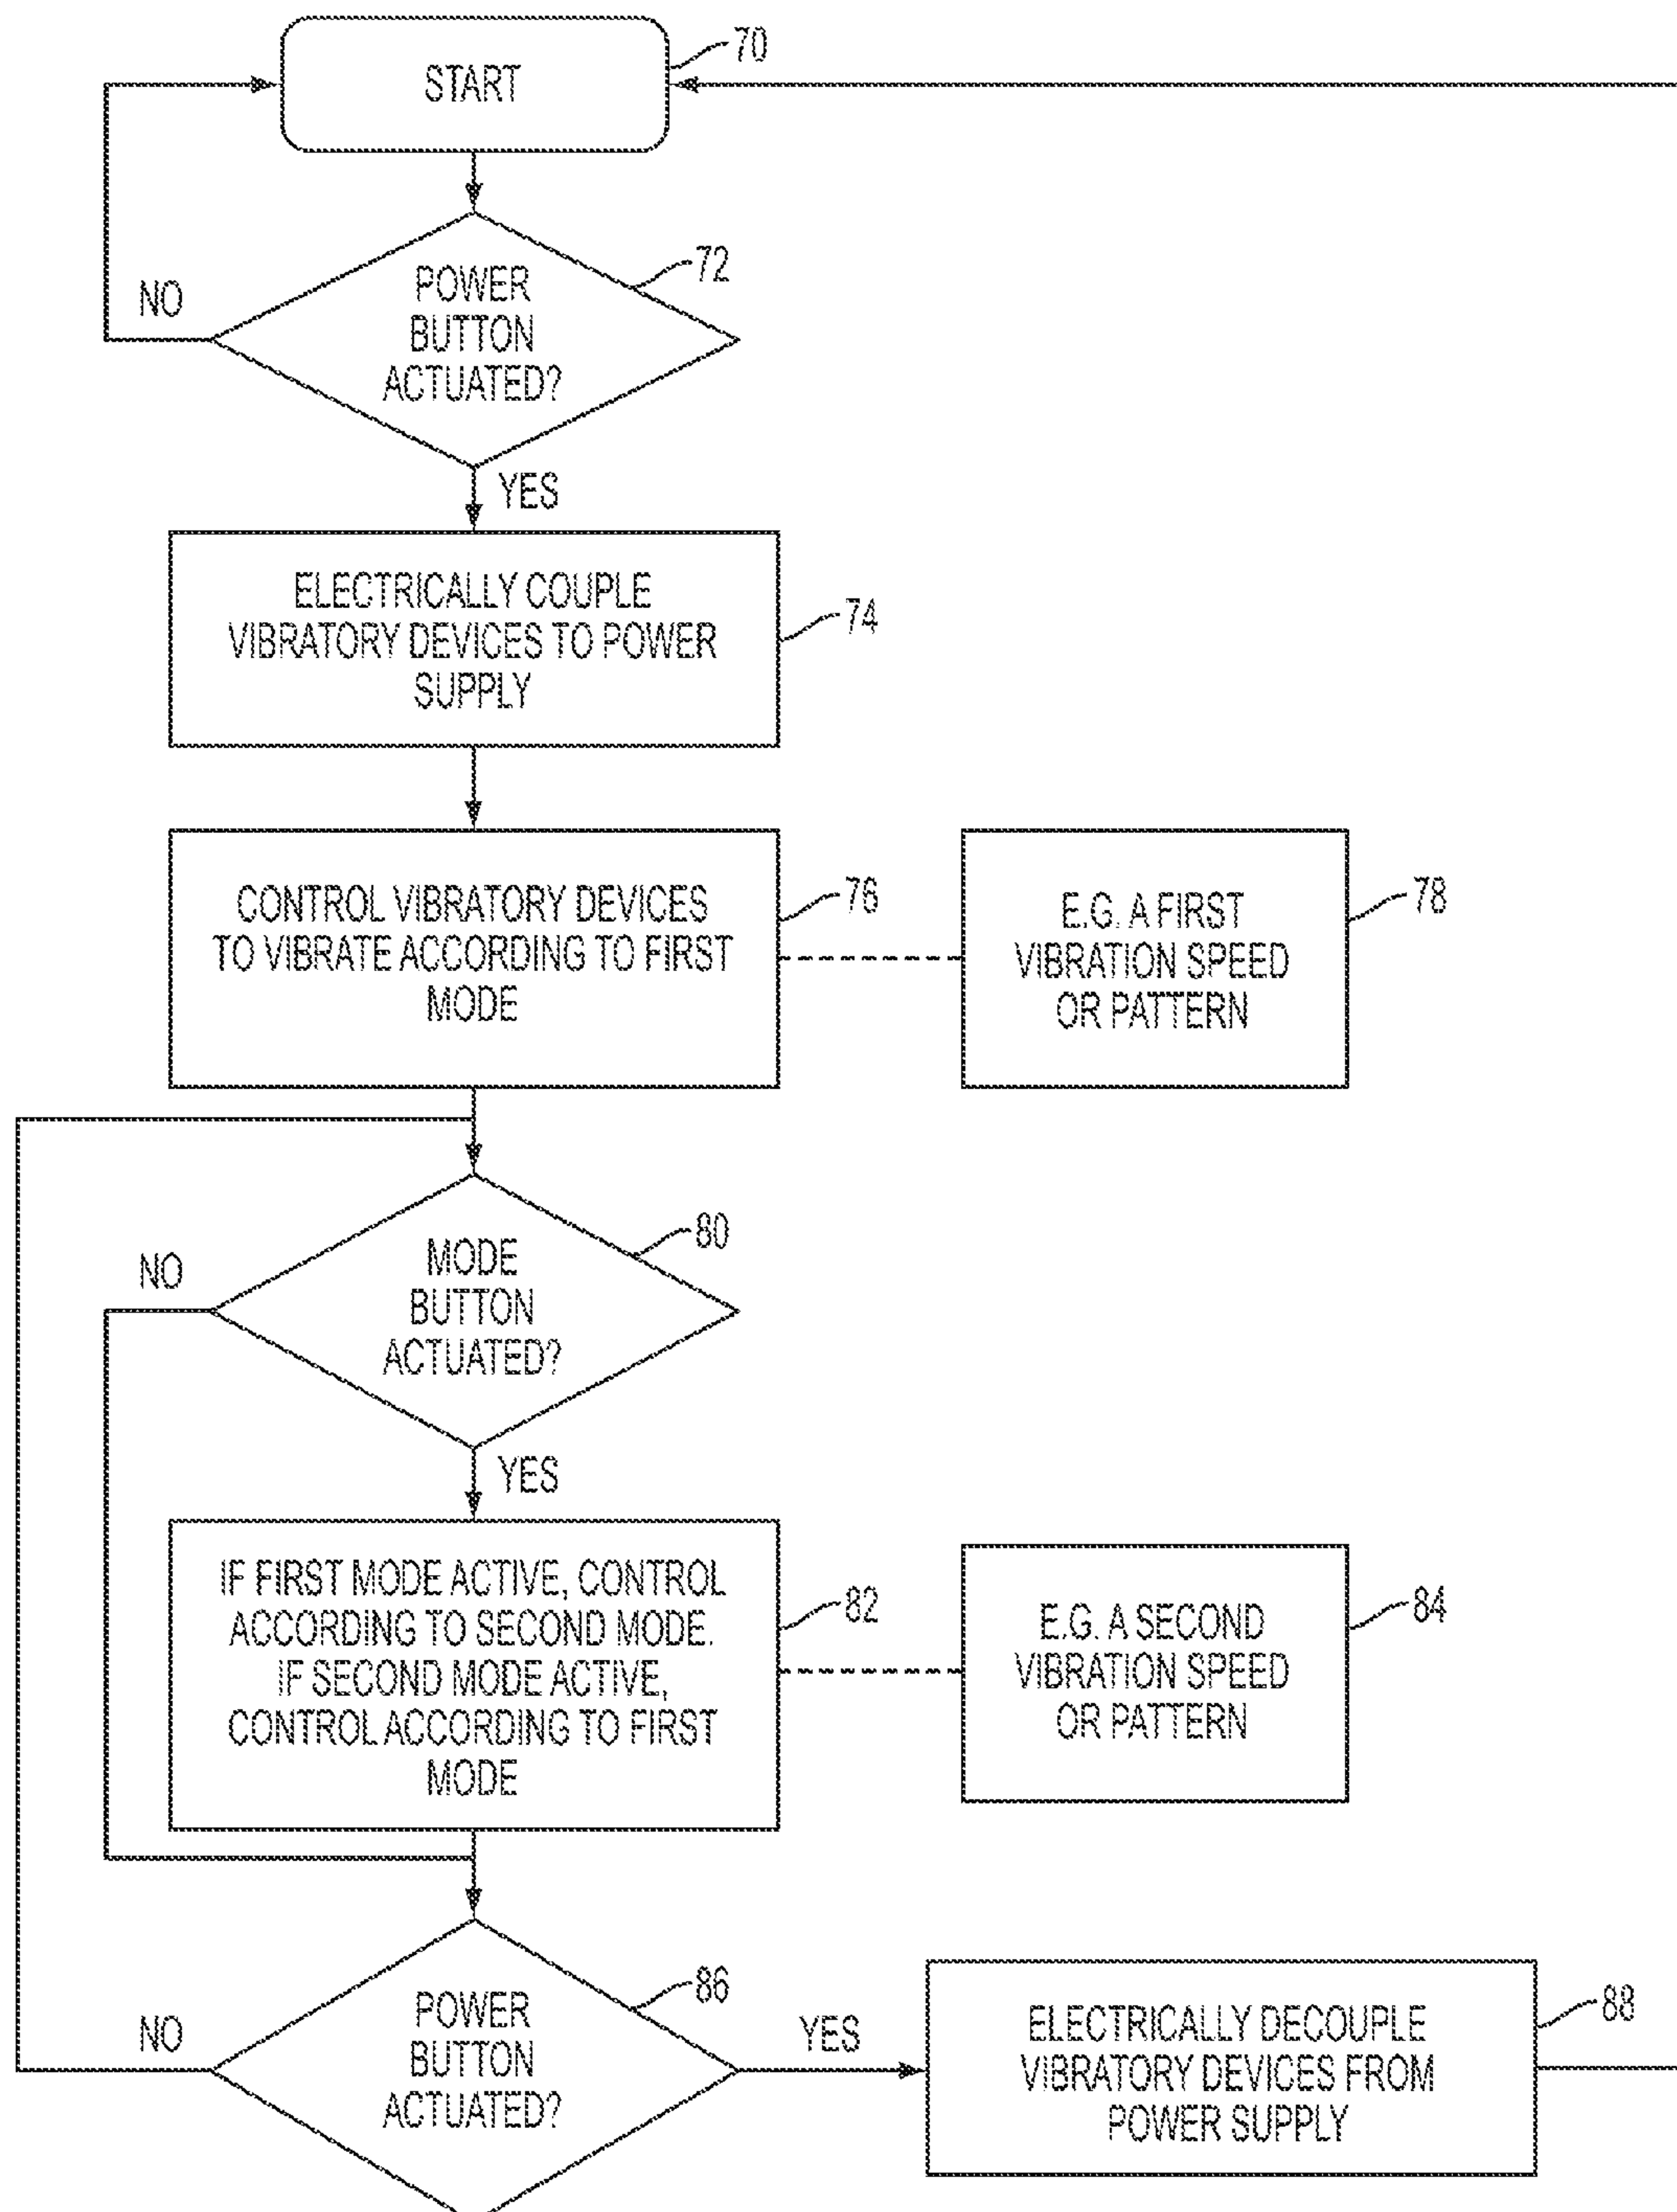 START
70
POWER
BUTTON
ACTUATED?
72
NO
YES
ELECTRICALLY COUPLE
VIBRATORY DEVICES TO POWER
SUPPLY
74
CONTROL VIBRATORY DEVICES
TO VIBRATE ACCORDING TO FIRST
MODE
76
E.G. A FIRST
VIBRATION SPEED
OR PATTERN
78
MODE
BUTTON
ACTUATED?
80
NO
YES
IF FIRST MODE ACTIVE, CONTROL
ACCORDING TO SECOND MODE.
IF SECOND MODE ACTIVE,
CONTROL ACCORDING TO FIRST
MODE
82
E.G. A SECOND
VIBRATION SPEED
OR PATTERN
84
POWER
BUTTON
ACTUATED?
86
NO
YES
ELECTRICALLY DECOUPLE
VIBRATORY DEVICES FROM
POWER SUPPLY
88